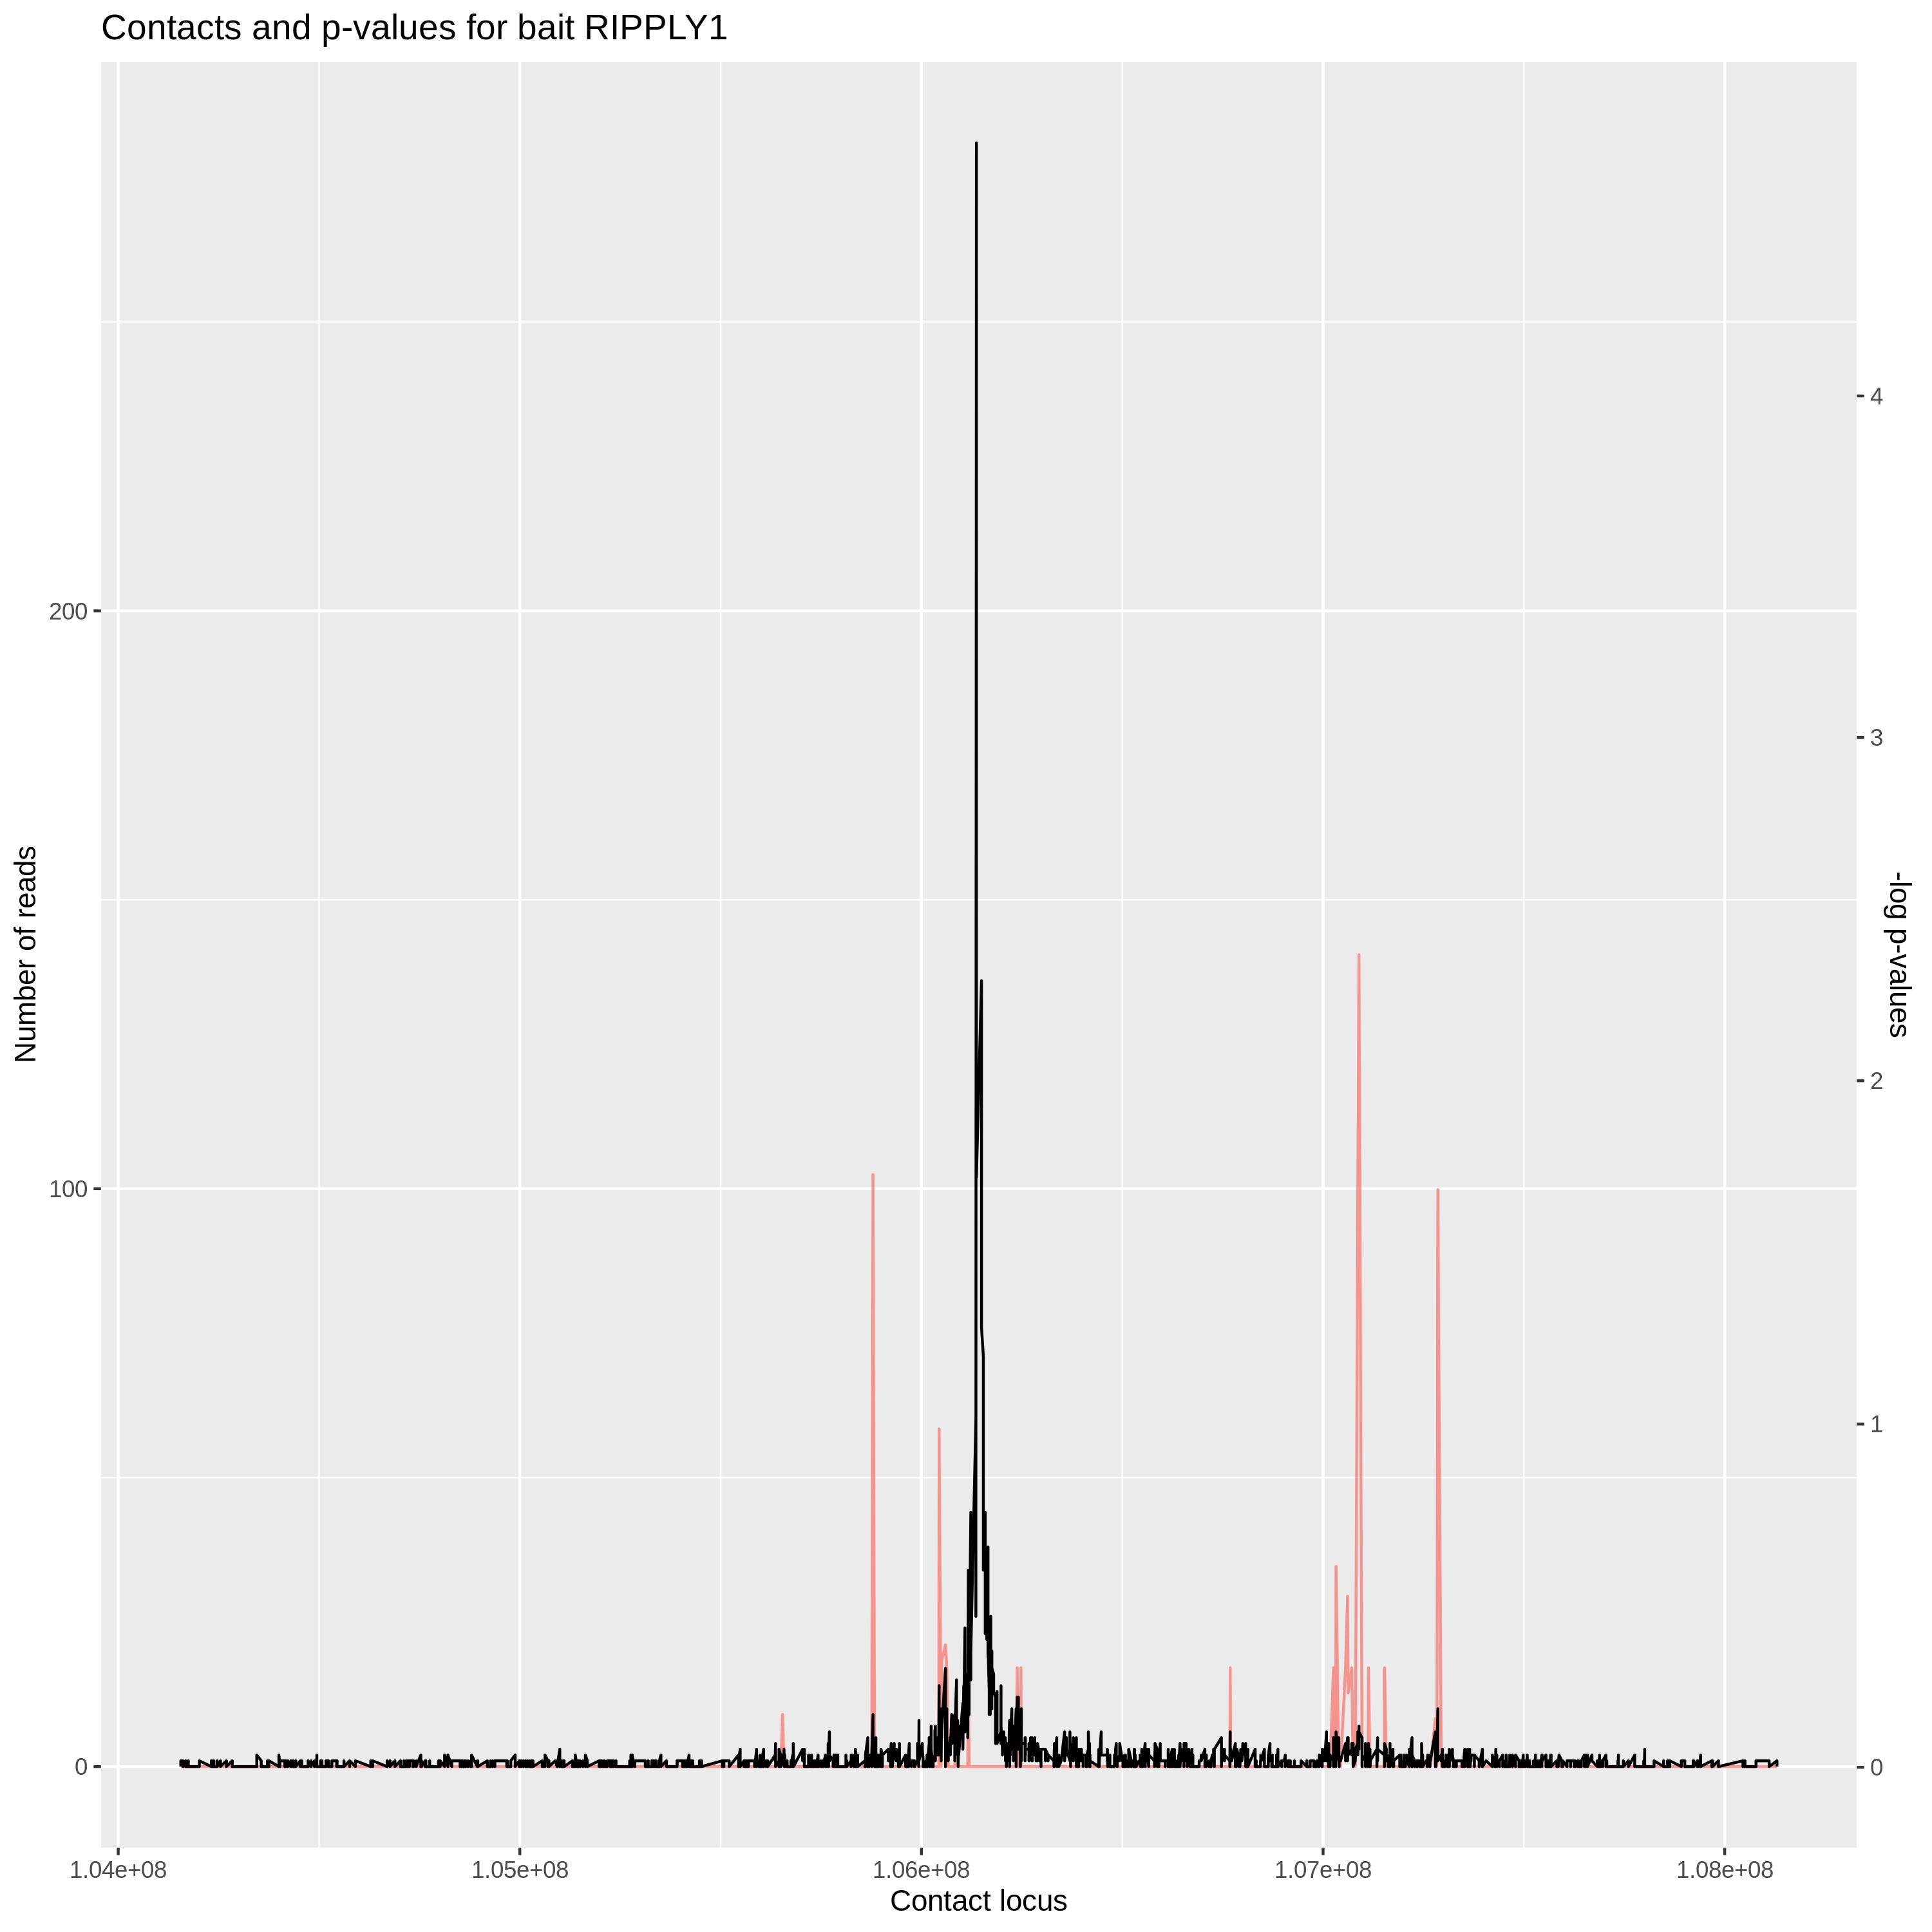 Contacts and p-values for bait RIPPLY1
Number of reads
200
100
0
4
3
2
1
0
-log p-values
1.04e+08 1.05e+08 1.06e+08 1.07e+08 1.08e+08
Contact locus